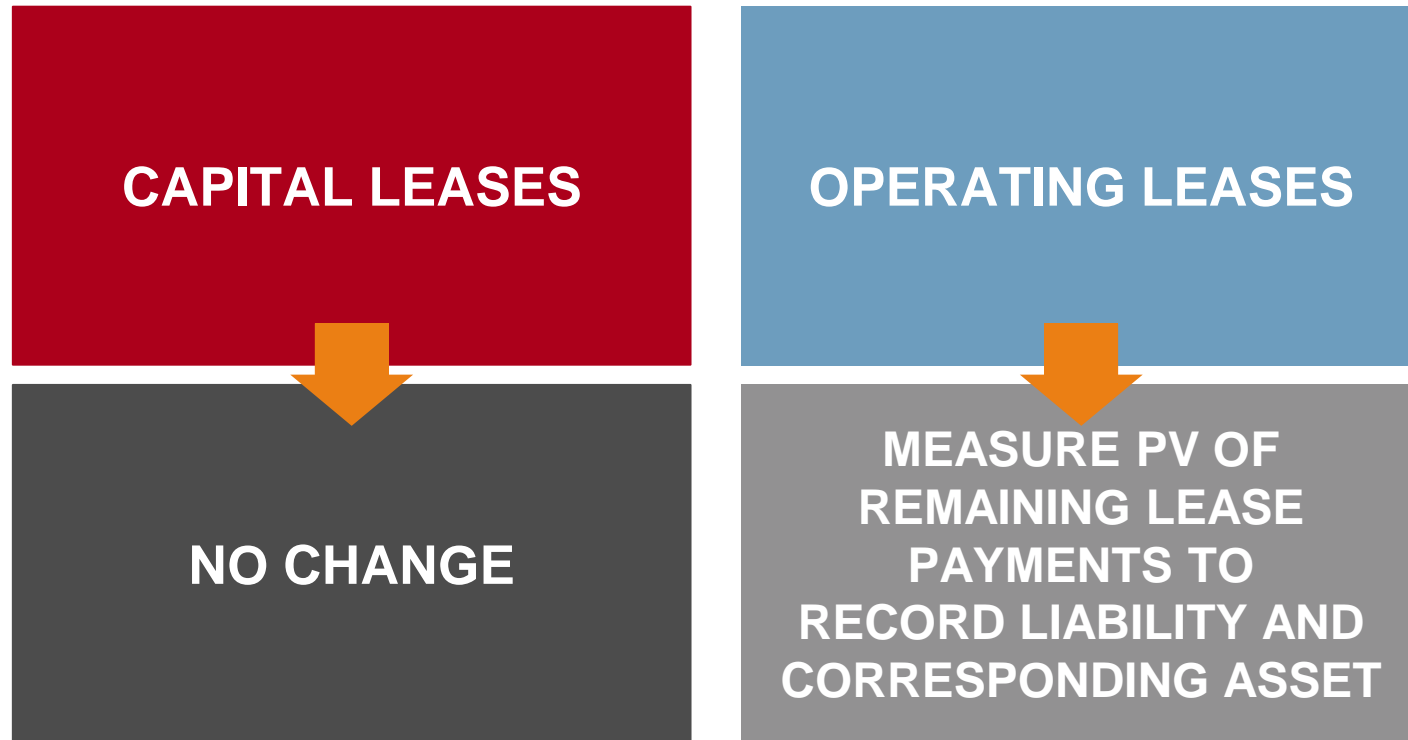 CAPITAL LEASES
OPERATING LEASES
NO CHANGE
MEASURE PV OF
REMAINING LEASE
PAYMENTS TO
RECORD LIABILITY AND
CORRESPONDING ASSET